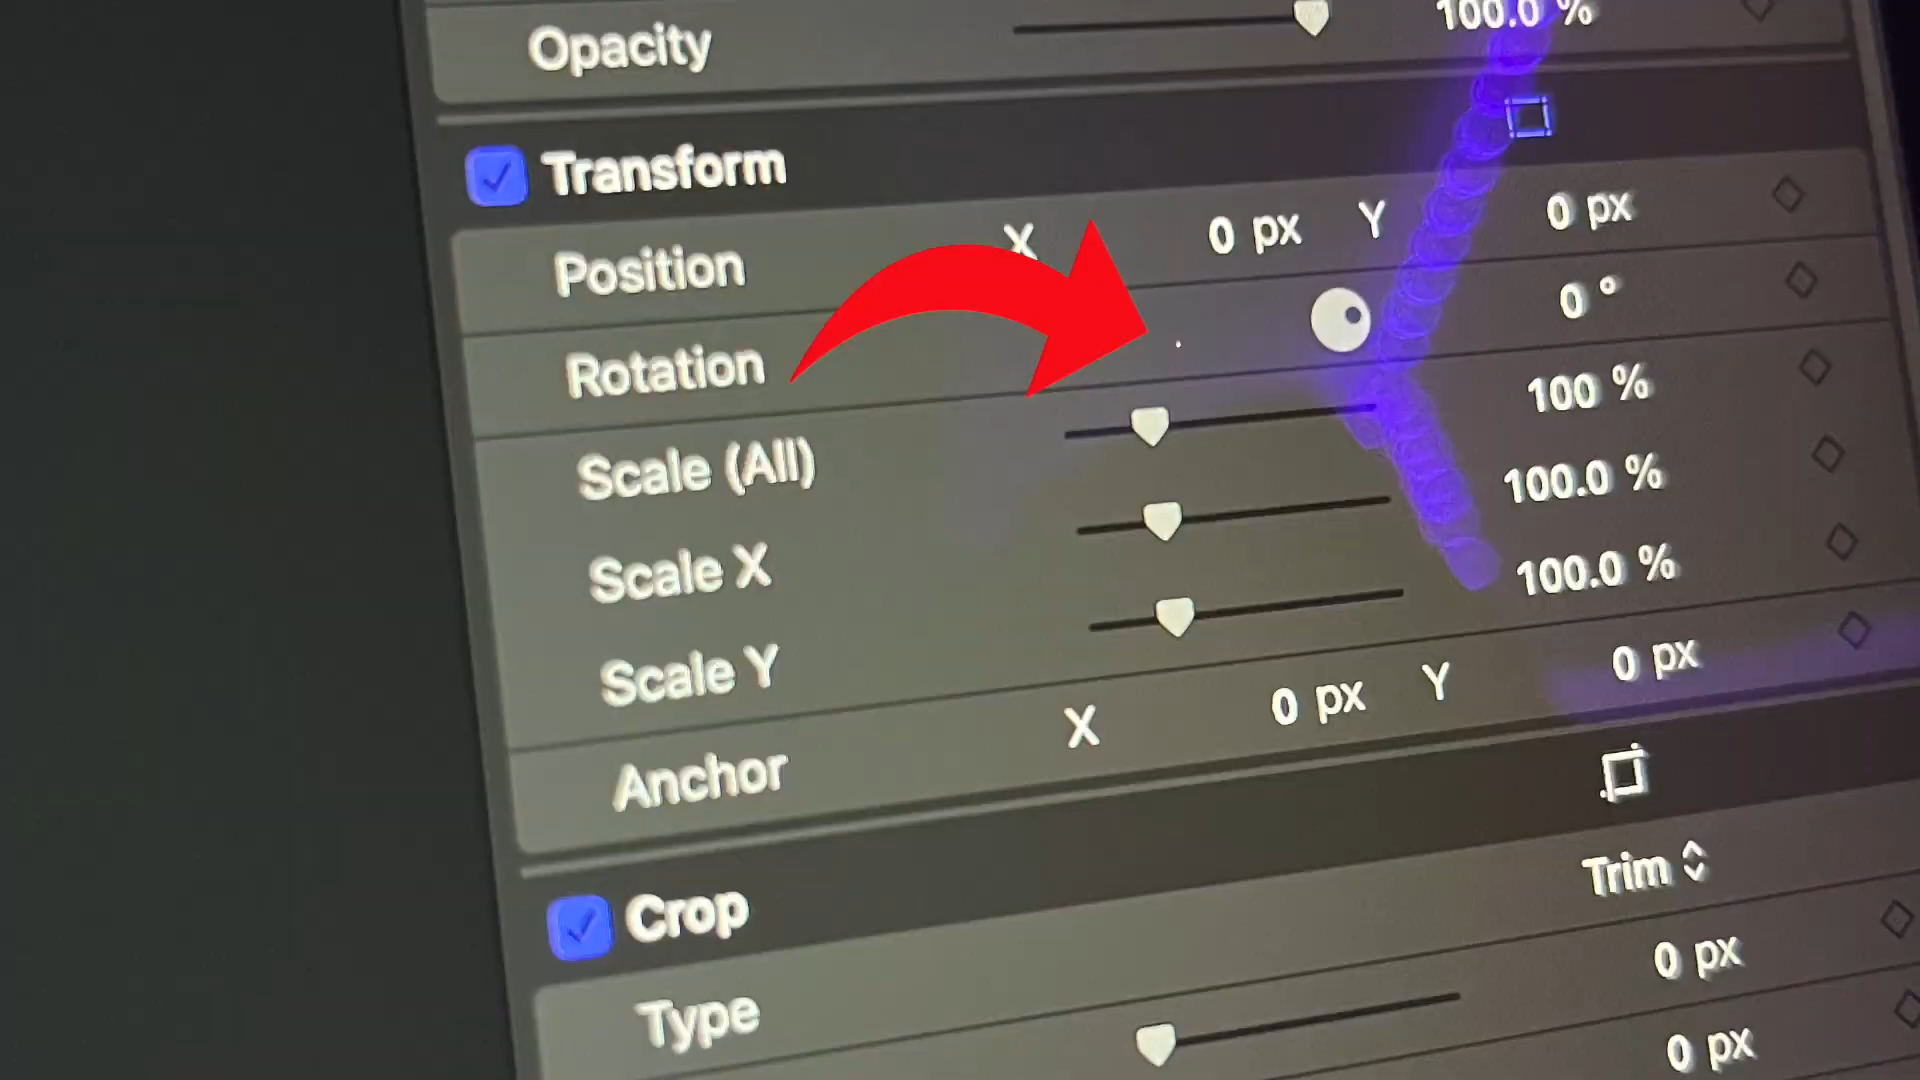 Opacity 100.0 %
Transform
Position X 0 px Y 0 px
Rotation 0 °
Scale (All) 100 %
Scale X 100.0 %
Scale Y 100.0 %
Anchor X 0 px Y 0 px
Crop
Type Trim
0 px
0 px